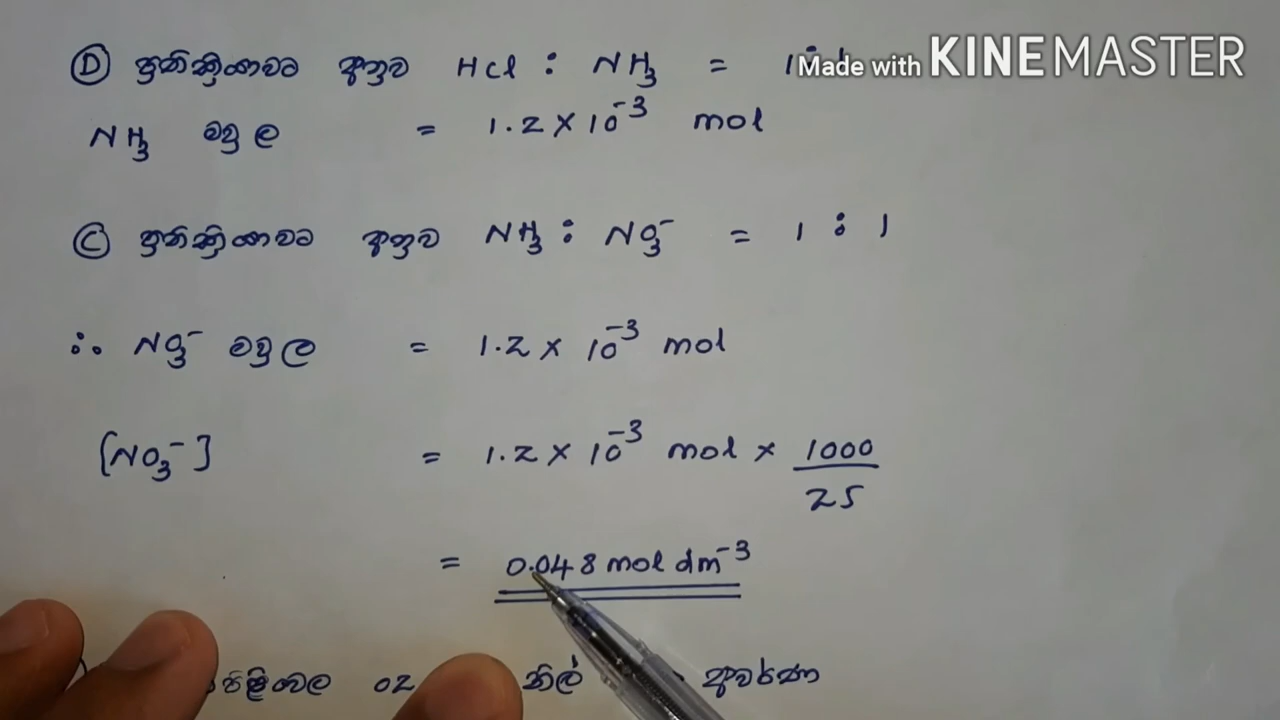 Made with KINEMASTER
Ⓓ ප්‍රතික්‍රියාවට අනුව HCl : NH₃ = 1 :
NH₃ මවුල = 1.2 × 10⁻³ mol
Ⓒ ප්‍රතික්‍රියාවට අනුව NH₃ : NO₃⁻ = 1 : 1
∴ NO₃⁻ මවුල = 1.2 × 10⁻³ mol
[NO₃⁻] = 1.2 × 10⁻³ mol × 1000/25
= 0.048 mol dm⁻³
පිළිවෙල 02 නිල් අවර්ණ